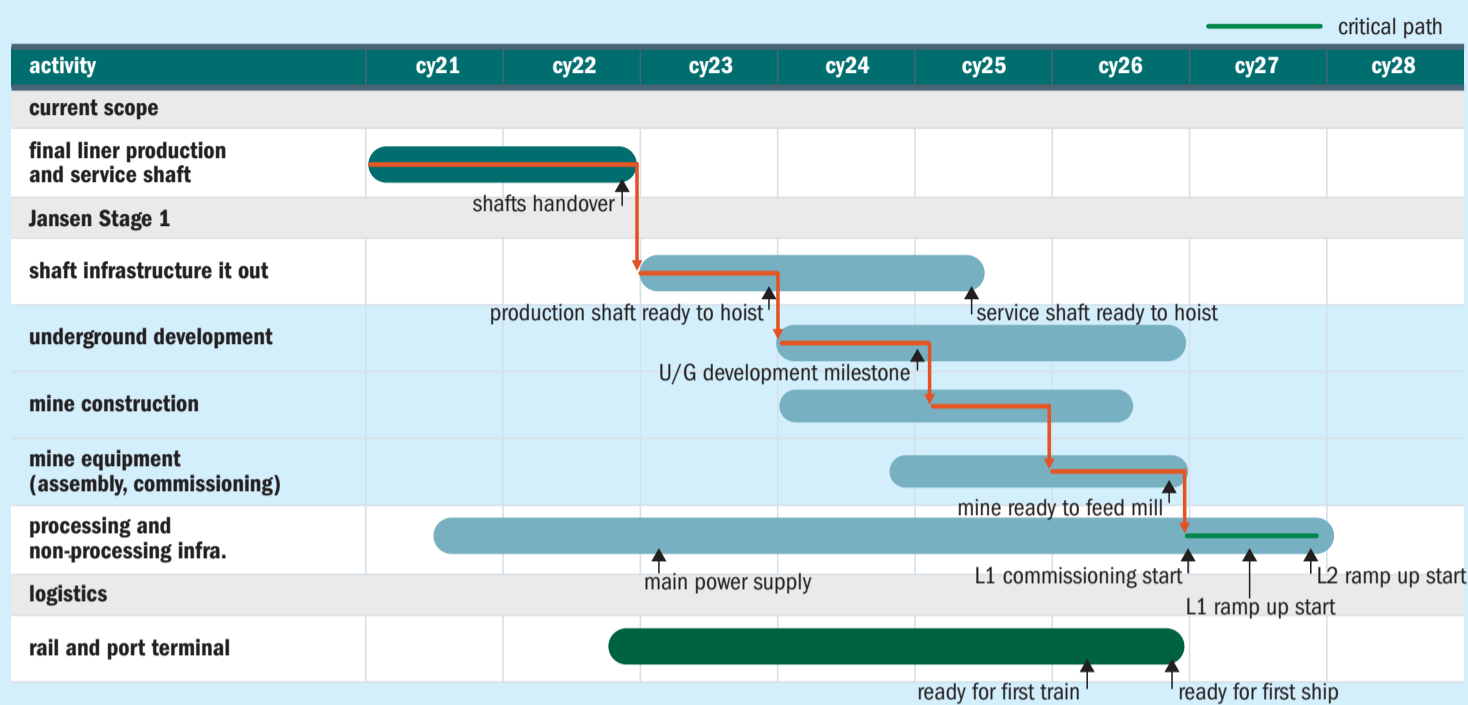 critical path
activity cy21 cy22 cy23 cy24 cy25 cy26 cy27 cy28
current scope
final liner production
and service shaft
shafts handover
Jansen Stage 1
shaft infrastructure it out
production shaft ready to hoist
service shaft ready to hoist
underground development
U/G development milestone
mine construction
mine equipment
(assembly, commissioning)
mine ready to feed mill
processing and
non-processing infra.
main power supply
L1 commissioning start
L2 ramp up start
L1 ramp up start
logistics
rail and port terminal
ready for first train
ready for first ship